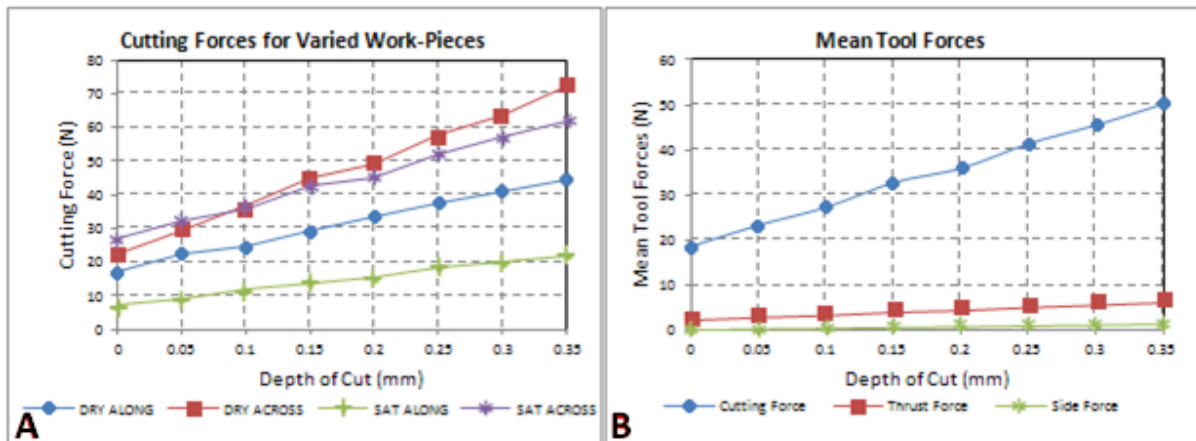 Cutting Forces for Varied Work-Pieces
Cutting Force (N)
80
70
60
50
40
30
20
10
0
0 0.05 0.1 0.15 0.2 0.25 0.3 0.35
Depth of Cut (mm)
DRY ALONG DRY ACROSS SAT ALONG SAT ACROSS
A
Mean Tool Forces
Mean Tool Forces (N)
60
50
40
30
20
10
0
0 0.05 0.1 0.15 0.2 0.25 0.3 0.35
Depth of Cut (mm)
Cutting Force Thrust Force Side Force
B